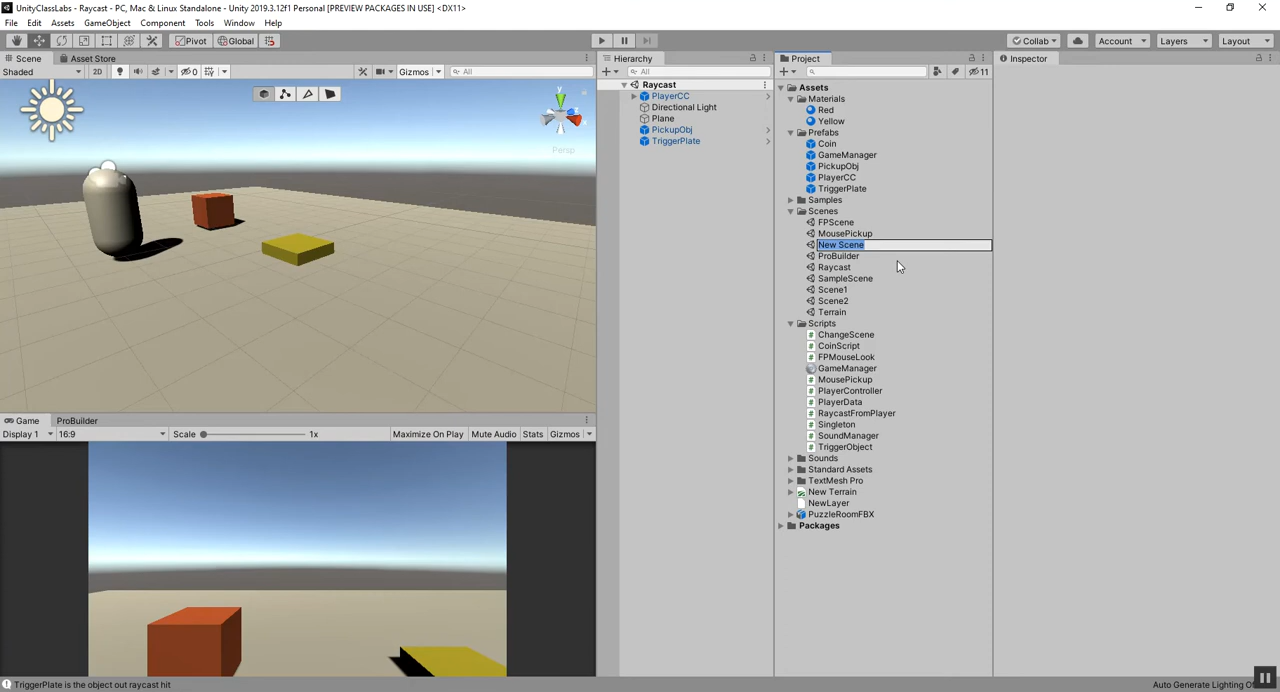 UnityClassLabs - Raycast - PC, Mac & Linux Standalone - Unity 2019.3.12f1 Personal [PREVIEW PACKAGES IN USE] <DX11>
File Edit Assets GameObject Component Tools Window Help
Pivot Global Collab Account Layers Layout
Scene Asset Store
Shaded 2D 0 Gizmos All
y
x
Persp
Game ProBuilder
Display 1 16:9 Scale 1x Maximize On Play Mute Audio Stats Gizmos
Hierarchy
All
Raycast
PlayerCC
Directional Light
Plane
PickupObj
TriggerPlate
Project
11
Assets
Materials
Red
Yellow
Prefabs
Coin
GameManager
PickupObj
PlayerCC
TriggerPlate
Samples
Scenes
FPScene
MousePickup
New Scene
ProBuilder
Raycast
SampleScene
Scene1
Scene2
Terrain
Scripts
ChangeScene
CoinScript
FPMouseLook
GameManager
MousePickup
PlayerController
PlayerData
RaycastFromPlayer
Singleton
SoundManager
TriggerObject
Sounds
Standard Assets
TextMesh Pro
New Terrain
NewLayer
PuzzleRoomFBX
Packages
Inspector
TriggerPlate is the object out raycast hit
Auto Generate Lighting O